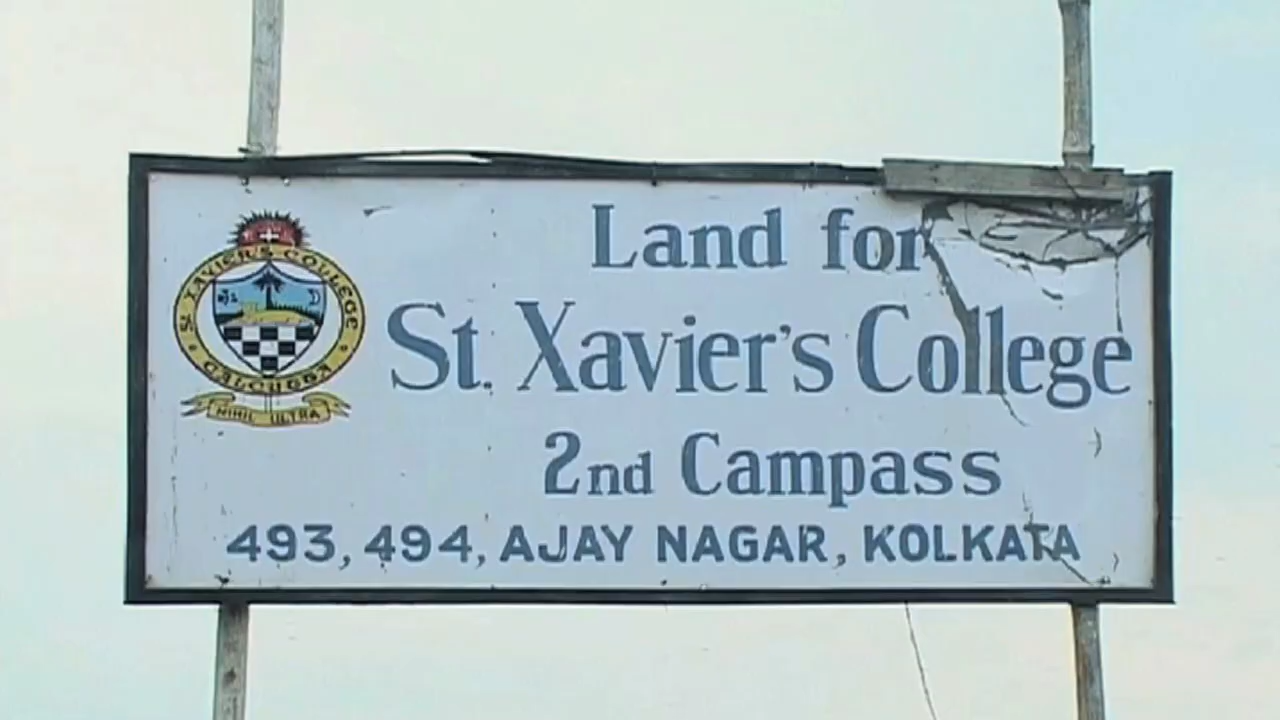 Land for
St. Xavier's College
2nd Campass
493, 494, AJAY NAGAR, KOLKATA
ST. XAVIER'S COLLEGE
CALCUTTA
NIHIL ULTRA